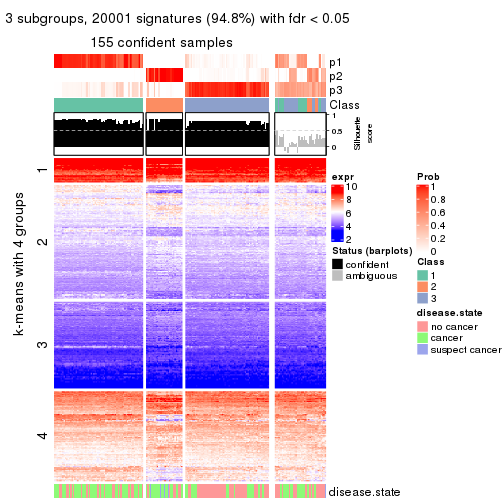 3 subgroups, 20001 signatures (94.8%) with fdr < 0.05
155 confident samples
p1
p2
p3
Class
1
0.5
0
Silhouette
score
k-means with 4 groups
1
2
3
4
disease.state
expr
10
8
6
4
2
Status (barplots)
confident
ambiguous
Prob
1
0.8
0.6
0.4
0.2
0
Class
1
2
3
disease.state
no cancer
cancer
suspect cancer